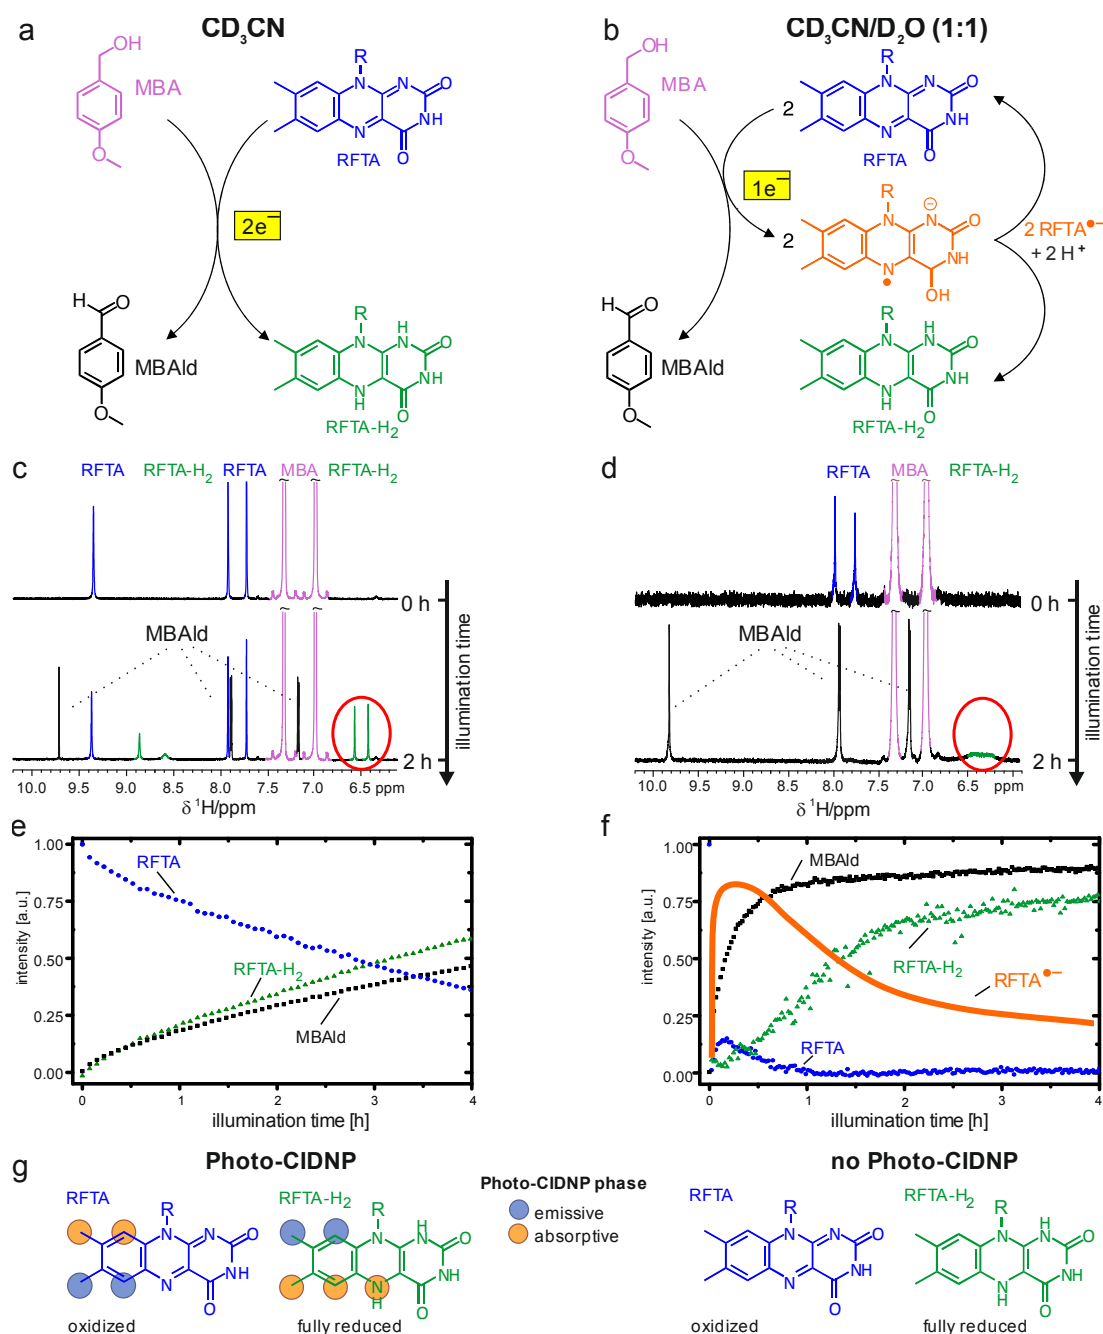 a CD₃CN
OH
MBA
O
R
N N O
N NH
O
RFTA
2e⁻
H O
MBAld
O
R H
N N O
N NH
H O
RFTA-H₂
b CD₃CN/D₂O (1:1)
OH
MBA
O
2
R
N N O
N NH
O
RFTA
1e⁻
2
R ⊖
N N O
N NH
• OH
2 RFTA•−
+ 2 H⁺
H O
MBAld
O
R H
N N O
N NH
H O
RFTA-H₂
c RFTA RFTA-H₂ RFTA MBA RFTA-H₂
~ ~
0 h
MBAld
~ ~
2 h
illumination time
10.0 9.5 9.0 8.5 8.0 7.5 7.0 6.5 ppm
δ ¹H/ppm
d RFTA MBA RFTA-H₂
~ ~
0 h
MBAld
2 h
illumination time
10.0 9.5 9.0 8.5 8.0 7.5 7.0 6.5 ppm
δ ¹H/ppm
e
intensity [a.u.]
1.00
0.75
0.50
0.25
0.00
RFTA
RFTA-H₂
MBAld
0 1 2 3 4
illumination time [h]
f
intensity [a.u.]
1.00
0.75
0.50
0.25
0.00
MBAld
RFTA-H₂
RFTA•−
RFTA
0 1 2 3 4
illumination time [h]
g Photo-CIDNP
RFTA
R
N N O
N NH
O
oxidized
RFTA-H₂
R H
N N O
N NH
H O
fully reduced
Photo-CIDNP phase
emissive
absorptive
no Photo-CIDNP
RFTA
R
N N O
N NH
O
oxidized
RFTA-H₂
R H
N N O
N NH
H O
fully reduced